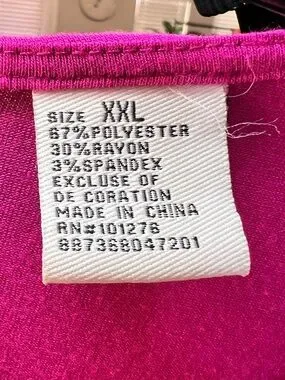 SIZE XXL
67%POLYESTER
30%RAYON
3%SPANDEX
EXCLUSE OF
DE CORATION
MADE IN CHINA
RN#101276
887368047201